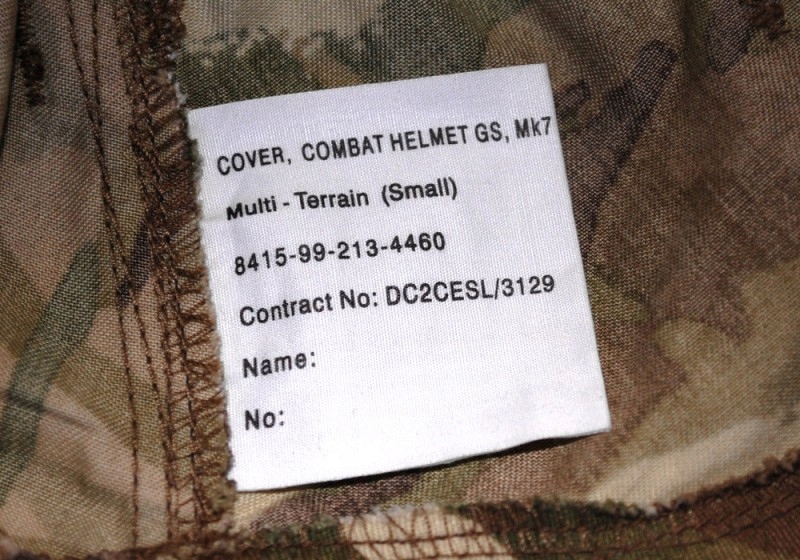 COVER, COMBAT HELMET GS, Mk7
Multi - Terrain (Small)
8415-99-213-4460
Contract No: DC2CESL/3129
Name:
No: